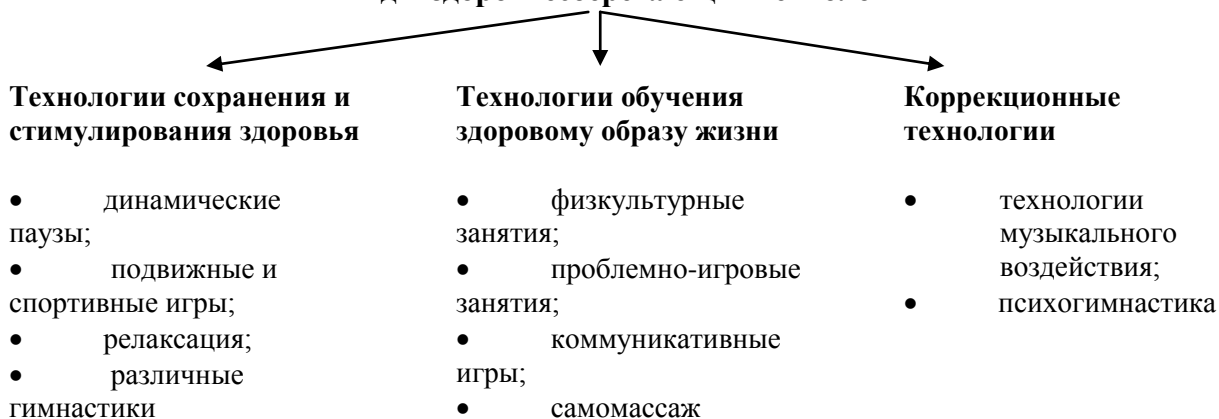 Технологии сохранения и
стимулирования здоровья
• динамические
паузы;
• подвижные и
спортивные игры;
• релаксация;
• различные
гимнастики
Технологии обучения
здоровому образу жизни
• физкультурные
занятия;
• проблемно-игровые
занятия;
• коммуникативные
игры;
• самомассаж
Коррекционные
технологии
• технологии
музыкального
воздействия;
• психогимнастика